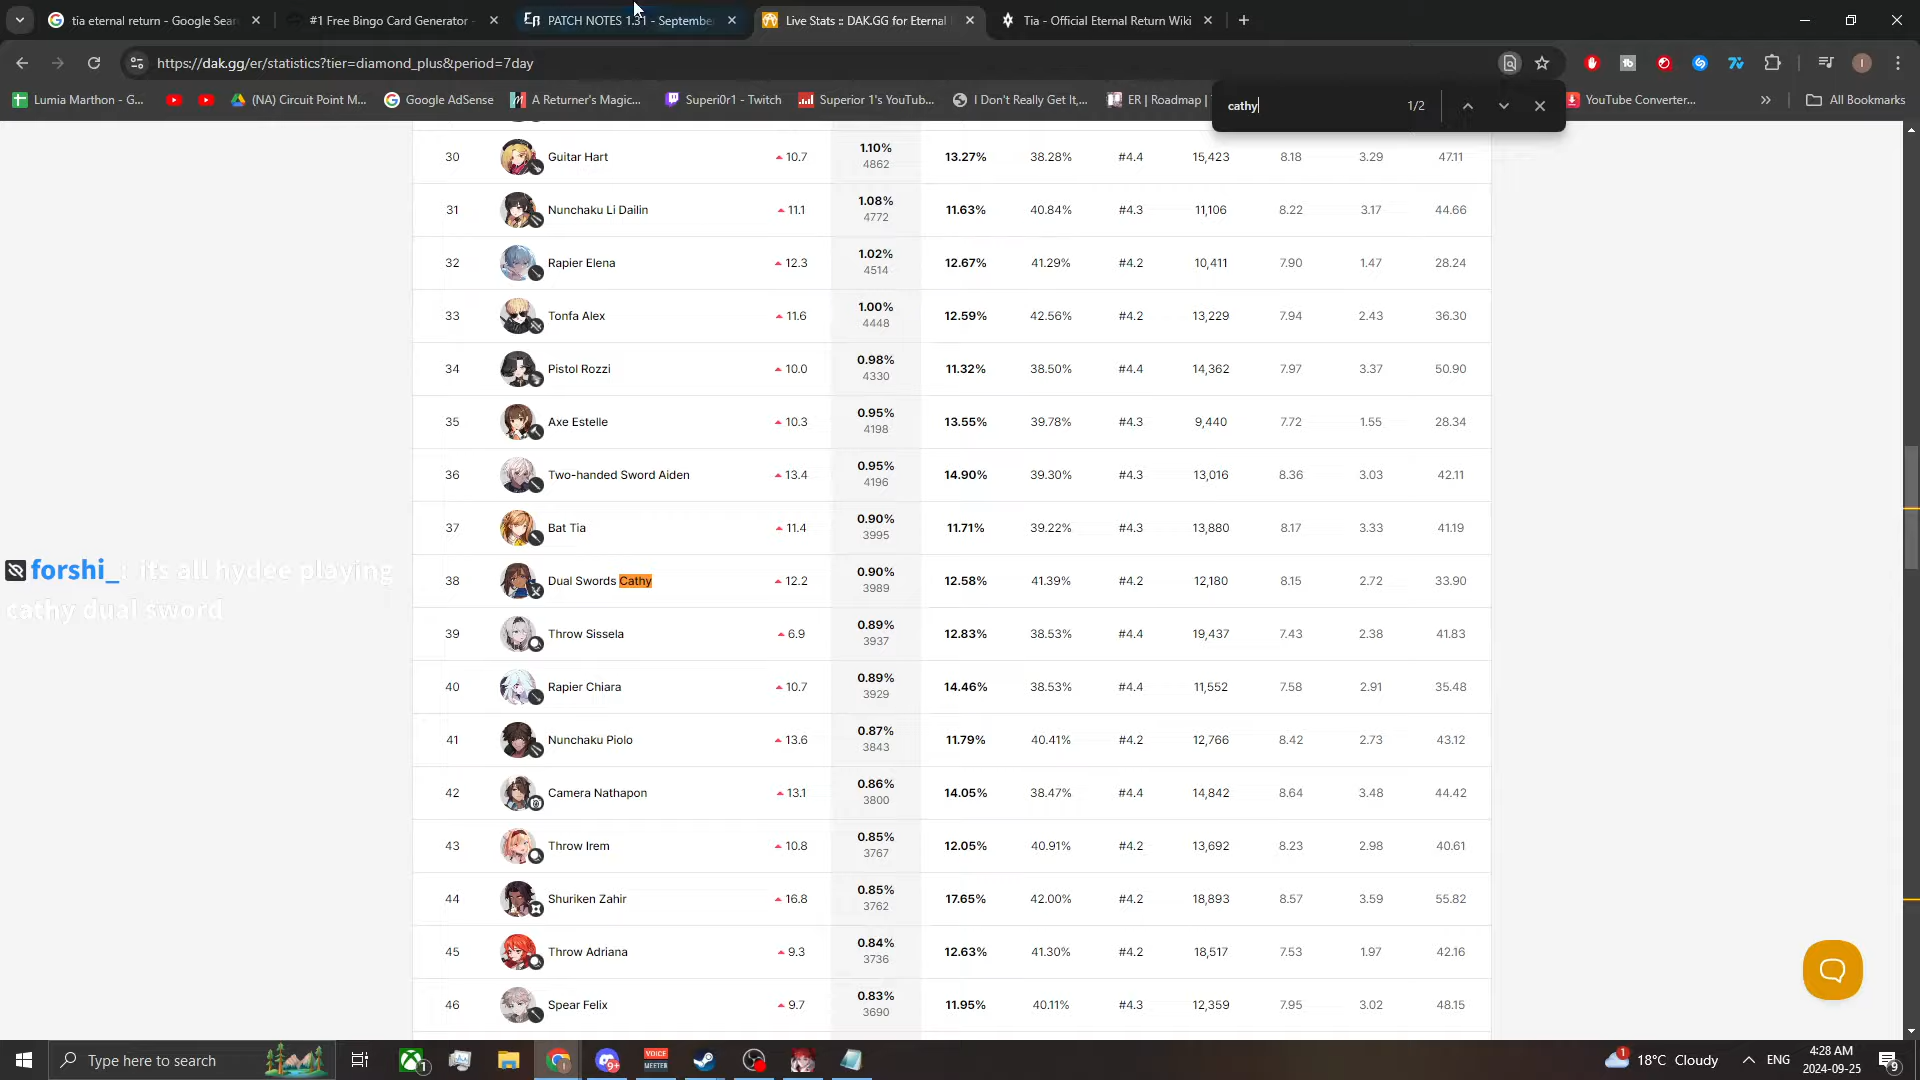 tia eternal return - Google Sear
#1 Free Bingo Card Generator -
PATCH NOTES 1.31 - September
Live Stats :: DAK.GG for Eternal
Tia - Official Eternal Return Wiki
https://dak.gg/er/statistics?tier=diamond_plus&period=7day
Lumia Marthon - G...
(NA) Circuit Point M...
Google AdSense
A Returner's Magic...
Superi0r1 - Twitch
Superior 1's YouTub...
I Don't Really Get It,...
ER | Roadmap |
YouTube Converter...
All Bookmarks
cathy 1/2
30 Guitar Hart 10.7 1.10% 4862 13.27% 38.28% #4.4 15,423 8.18 3.29 47.11
31 Nunchaku Li Dailin 11.1 1.08% 4772 11.63% 40.84% #4.3 11,106 8.22 3.17 44.66
32 Rapier Elena 12.3 1.02% 4514 12.67% 41.29% #4.2 10,411 7.90 1.47 28.24
33 Tonfa Alex 11.6 1.00% 4448 12.59% 42.56% #4.2 13,229 7.94 2.43 36.30
34 Pistol Rozzi 10.0 0.98% 4330 11.32% 38.50% #4.4 14,362 7.97 3.37 50.90
35 Axe Estelle 10.3 0.95% 4198 13.55% 39.78% #4.3 9,440 7.72 1.55 28.34
36 Two-handed Sword Aiden 13.4 0.95% 4196 14.90% 39.30% #4.3 13,016 8.36 3.03 42.11
37 Bat Tia 11.4 0.90% 3995 11.71% 39.22% #4.3 13,880 8.17 3.33 41.19
38 Dual Swords Cathy 12.2 0.90% 3989 12.58% 41.39% #4.2 12,180 8.15 2.72 33.90
39 Throw Sissela 6.9 0.89% 3937 12.83% 38.53% #4.4 19,437 7.43 2.38 41.83
40 Rapier Chiara 10.7 0.89% 3929 14.46% 38.53% #4.4 11,552 7.58 2.91 35.48
41 Nunchaku Piolo 13.6 0.87% 3843 11.79% 40.41% #4.2 12,766 8.42 2.73 43.12
42 Camera Nathapon 13.1 0.86% 3800 14.05% 38.47% #4.4 14,842 8.64 3.48 44.42
43 Throw Irem 10.8 0.85% 3767 12.05% 40.91% #4.2 13,692 8.23 2.98 40.61
44 Shuriken Zahir 16.8 0.85% 3762 17.65% 42.00% #4.2 18,893 8.57 3.59 55.82
45 Throw Adriana 9.3 0.84% 3736 12.63% 41.30% #4.2 18,517 7.53 1.97 42.16
46 Spear Felix 9.7 0.83% 3690 11.95% 40.11% #4.3 12,359 7.95 3.02 48.15
forshi_: it's all hydee playing
cathy dual sword
Type here to search
VOICE
MEETER
18°C Cloudy
ENG
4:28 AM
2024-09-25